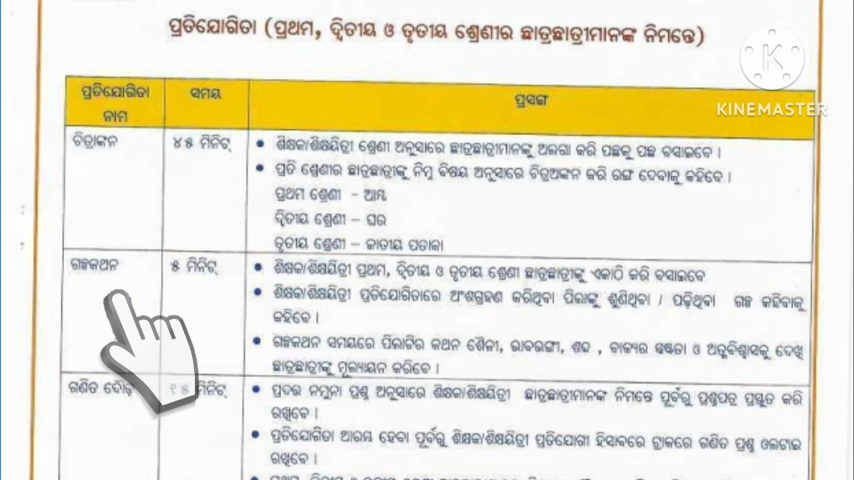 ପ୍ରତିଯୋଗିତା (ପ୍ରଥମ, ଦ୍ୱିତୀୟ ଓ ତୃତୀୟ ଶ୍ରେଣୀର ଛାତ୍ରଛାତ୍ରୀମାନଙ୍କ ନିମନ୍ତେ)
KINEMASTER
ପ୍ରତିଯୋଗିତା ନାମ
ସମୟ
ପ୍ରସଙ୍ଗ
ଚିତ୍ରାଙ୍କନ
୪୫ ମିନିଟ୍
• ଶିକ୍ଷକ/ଶିକ୍ଷୟିତ୍ରୀ ଶ୍ରେଣୀ ଅନୁସାରେ ଛାତ୍ରଛାତ୍ରୀମାନଙ୍କୁ ଅଲଗା କରି ପଛକୁ ପଛ ବସାଇବେ ।
• ପ୍ରତି ଶ୍ରେଣୀର ଛାତ୍ରଛାତ୍ରୀଙ୍କୁ ନିମ୍ନ ବିଷୟ ଅନୁସାରେ ଚିତ୍ରଅଙ୍କନ କରି ରଙ୍ଗ ଦେବାକୁ କହିବେ ।
ପ୍ରଥମ ଶ୍ରେଣୀ - ଆମ୍ଭ
ଦ୍ୱିତୀୟ ଶ୍ରେଣୀ – ଘର
ତୃତୀୟ ଶ୍ରେଣୀ – ଜାତୀୟ ପତାକା
ଗଳ୍ପକଥନ
୫ ମିନିଟ୍
• ଶିକ୍ଷକ/ଶିକ୍ଷୟିତ୍ରୀ ପ୍ରଥମ, ଦ୍ୱିତୀୟ ଓ ତୃତୀୟ ଶ୍ରେଣୀ ଛାତ୍ରଛାତ୍ରୀଙ୍କୁ ଏକାଠି କରି ବସାଇବେ
• ଶିକ୍ଷକ/ଶିକ୍ଷୟିତ୍ରୀ ପ୍ରତିଯୋଗିତାରେ ଅଂଶଗ୍ରହଣ କରିଥିବା ପିଲାଙ୍କୁ ଶୁଣିଥିବା / ପଢ଼ିଥିବା ଗଳ୍ପ କହିବାକୁ
କହିବେ ।
• ଗଳ୍ପକଥନ ସମୟରେ ପିଲାଟିର କଥନ ଶୈଳୀ, ଭାବଭଙ୍ଗୀ, ଶବ୍ଦ , ବାକ୍ୟର ସ୍ପଷ୍ଟତା ଓ ଆତ୍ମବିଶ୍ୱାସକୁ ଦେଖି
ଛାତ୍ରଛାତ୍ରୀଙ୍କୁ ମୂଲ୍ୟାୟନ କରିବେ ।
ଗଣିତ ଦୌଡ଼
୧୫ ମିନିଟ୍
• ପ୍ରଦତ୍ତ ନମୁନା ପ୍ରଶ୍ନ ଅନୁସାରେ ଶିକ୍ଷକ/ଶିକ୍ଷୟିତ୍ରୀ ଛାତ୍ରଛାତ୍ରୀମାନଙ୍କ ନିମନ୍ତେ ପୂର୍ବରୁ ପ୍ରଶ୍ନପତ୍ର ପ୍ରସ୍ତୁତ କରି
ରଖିବେ ।
• ପ୍ରତିଯୋଗିତା ଆରମ୍ଭ ହେବା ପୂର୍ବରୁ ଶିକ୍ଷକ/ଶିକ୍ଷୟିତ୍ରୀ ପ୍ରତିଯୋଗୀ ହିସାବରେ ଟ୍ରାକରେ ଗଣିତ ପ୍ରଶ୍ନ ଓଲଟାଇ
ରଖିବେ ।